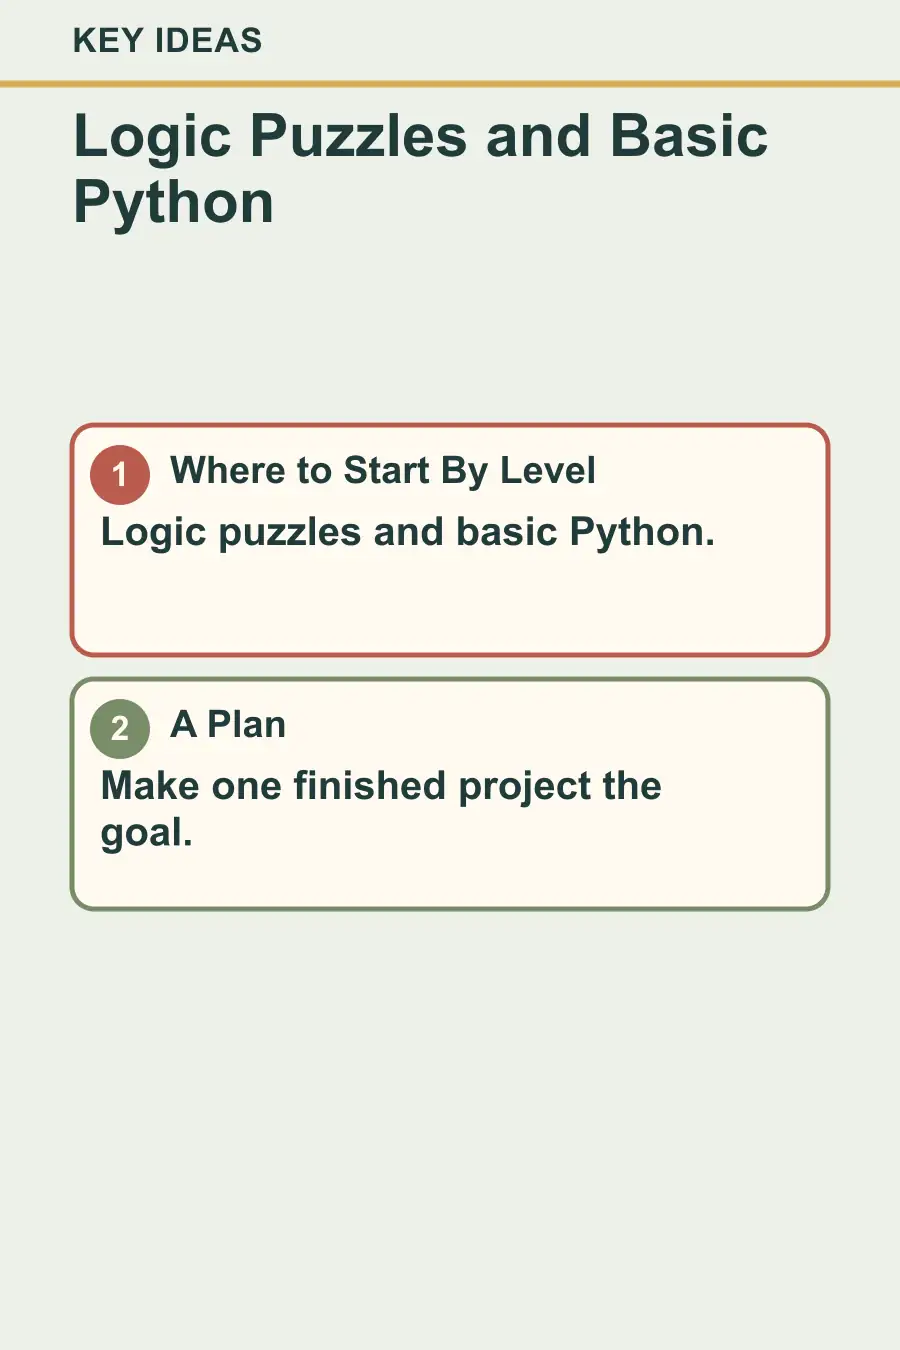 KEY IDEAS
Logic Puzzles and Basic
Python
1 Where to Start By Level
Logic puzzles and basic Python.
2 A Plan
Make one finished project the
goal.